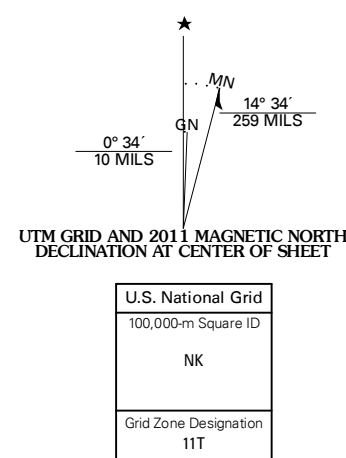 MN
14° 34´
259 MILS
GN
0° 34´
10 MILS
UTM GRID AND 2011 MAGNETIC NORTH
DECLINATION AT CENTER OF SHEET
U.S. National Grid
100,000-m Square ID
NK
Grid Zone Designation
11T